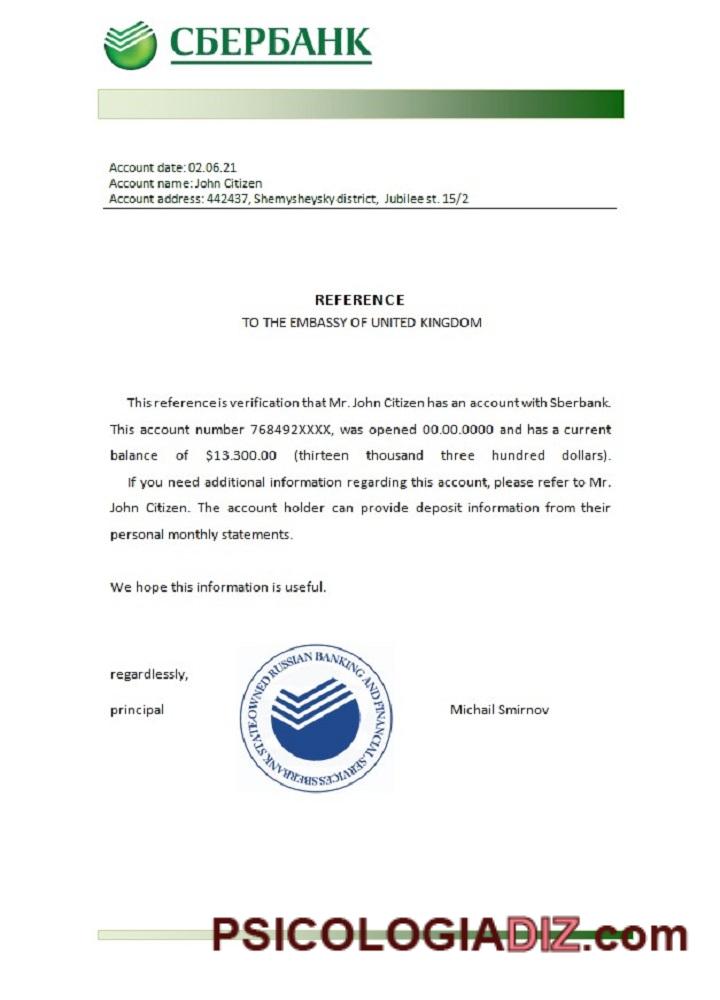 СБЕРБАНК
Account date: 02.06.21
Account name: John Citizen
Account address: 442437, Shemysheysky district, Jubilee st. 15/2
REFERENCE
TO THE EMBASSY OF UNITED KINGDOM
This reference is verification that Mr. John Citizen has an account with Sberbank.
This account number 768492XXXX, was opened 00.00.0000 and has a current
balance of $13.300.00 (thirteen thousand three hundred dollars).
If you need additional information regarding this account, please refer to Mr.
John Citizen. The account holder can provide deposit information from their
personal monthly statements.
We hope this information is useful.
regardlessly,
principal
SBERBANK STATE-OWNED RUSSIAN BANKING AND FINANCIAL SERVICES
Michail Smirnov
PSICOLOGIADIZ.com